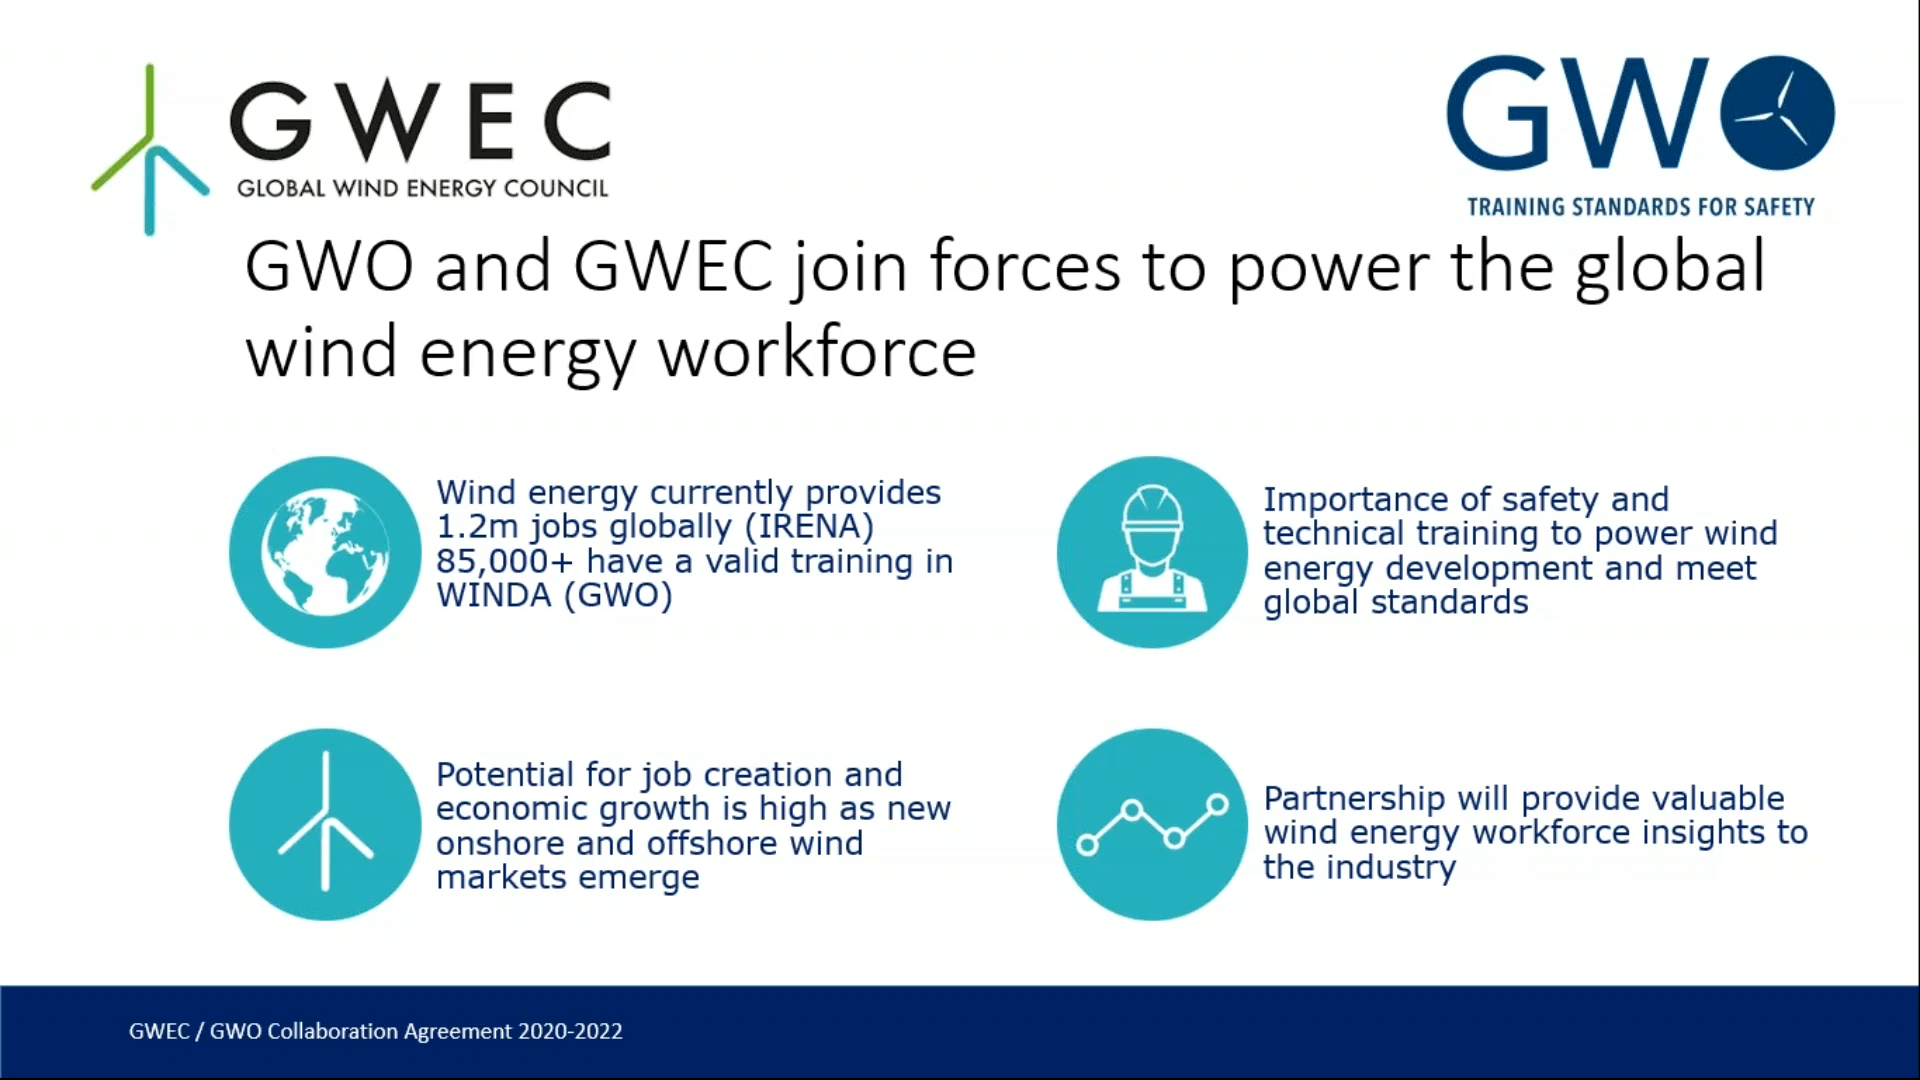 GWEC
GLOBAL WIND ENERGY COUNCIL
GWO
TRAINING STANDARDS FOR SAFETY
GWO and GWEC join forces to power the global
wind energy workforce
Wind energy currently provides
1.2m jobs globally (IRENA)
85,000+ have a valid training in
WINDA (GWO)
Importance of safety and
technical training to power wind
energy development and meet
global standards
Potential for job creation and
economic growth is high as new
onshore and offshore wind
markets emerge
Partnership will provide valuable
wind energy workforce insights to
the industry
GWEC / GWO Collaboration Agreement 2020-2022